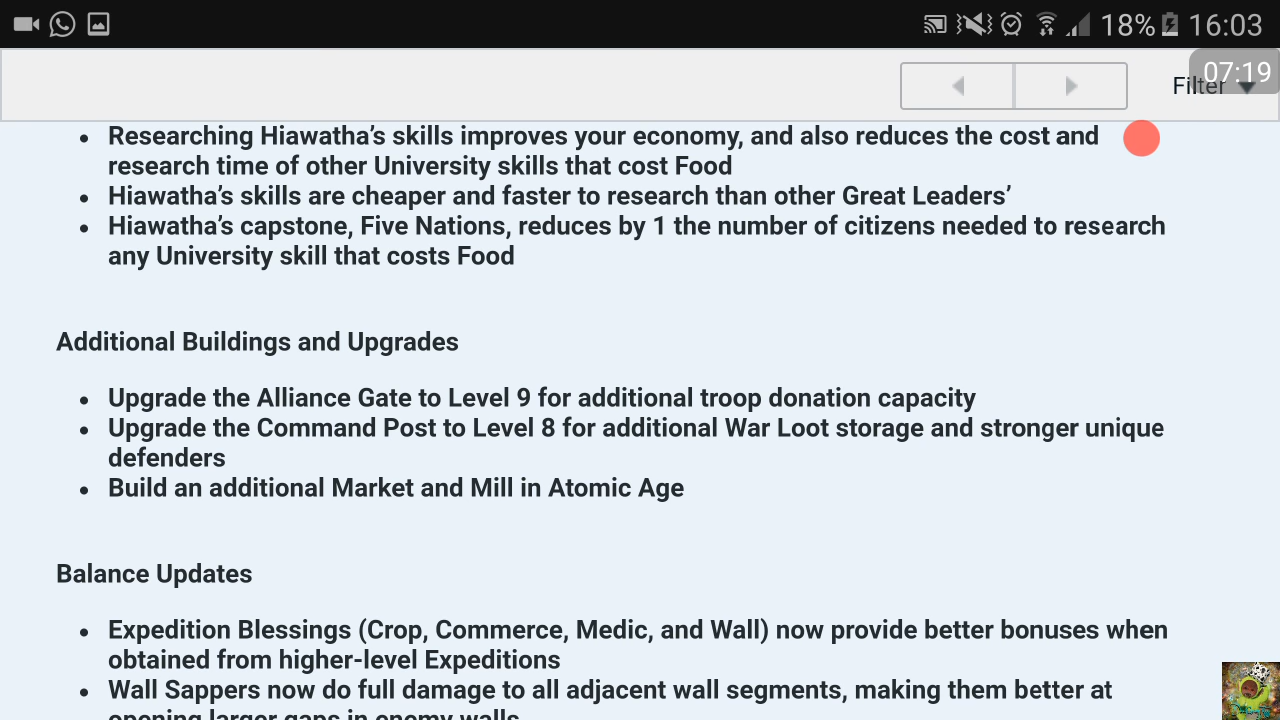 18% 16:03
07:19
Filter
• Researching Hiawatha’s skills improves your economy, and also reduces the cost and
research time of other University skills that cost Food
• Hiawatha’s skills are cheaper and faster to research than other Great Leaders’
• Hiawatha’s capstone, Five Nations, reduces by 1 the number of citizens needed to research
any University skill that costs Food
Additional Buildings and Upgrades
• Upgrade the Alliance Gate to Level 9 for additional troop donation capacity
• Upgrade the Command Post to Level 8 for additional War Loot storage and stronger unique
defenders
• Build an additional Market and Mill in Atomic Age
Balance Updates
• Expedition Blessings (Crop, Commerce, Medic, and Wall) now provide better bonuses when
obtained from higher-level Expeditions
• Wall Sappers now do full damage to all adjacent wall segments, making them better at
opening larger gaps in enemy walls